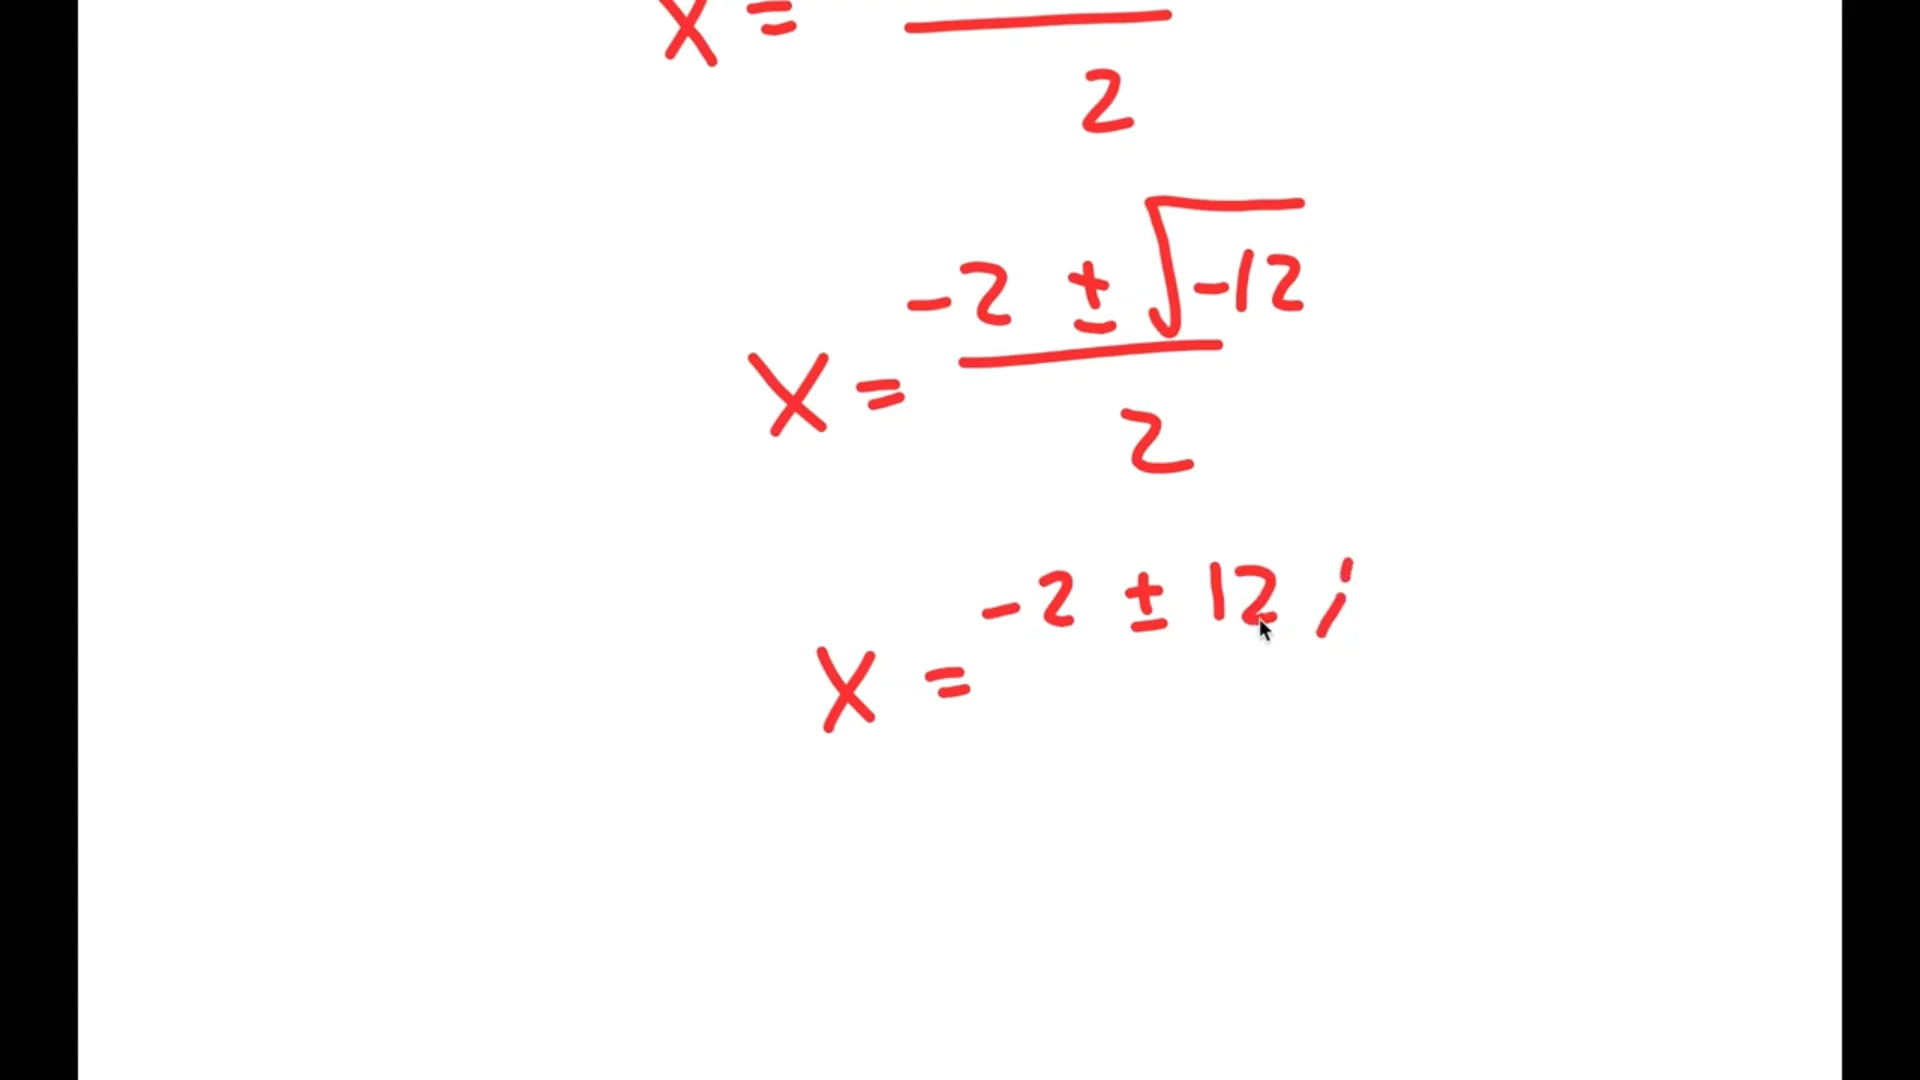 x =
2
-2 ± √-12
x =
2
-2 ± 12 i
x =